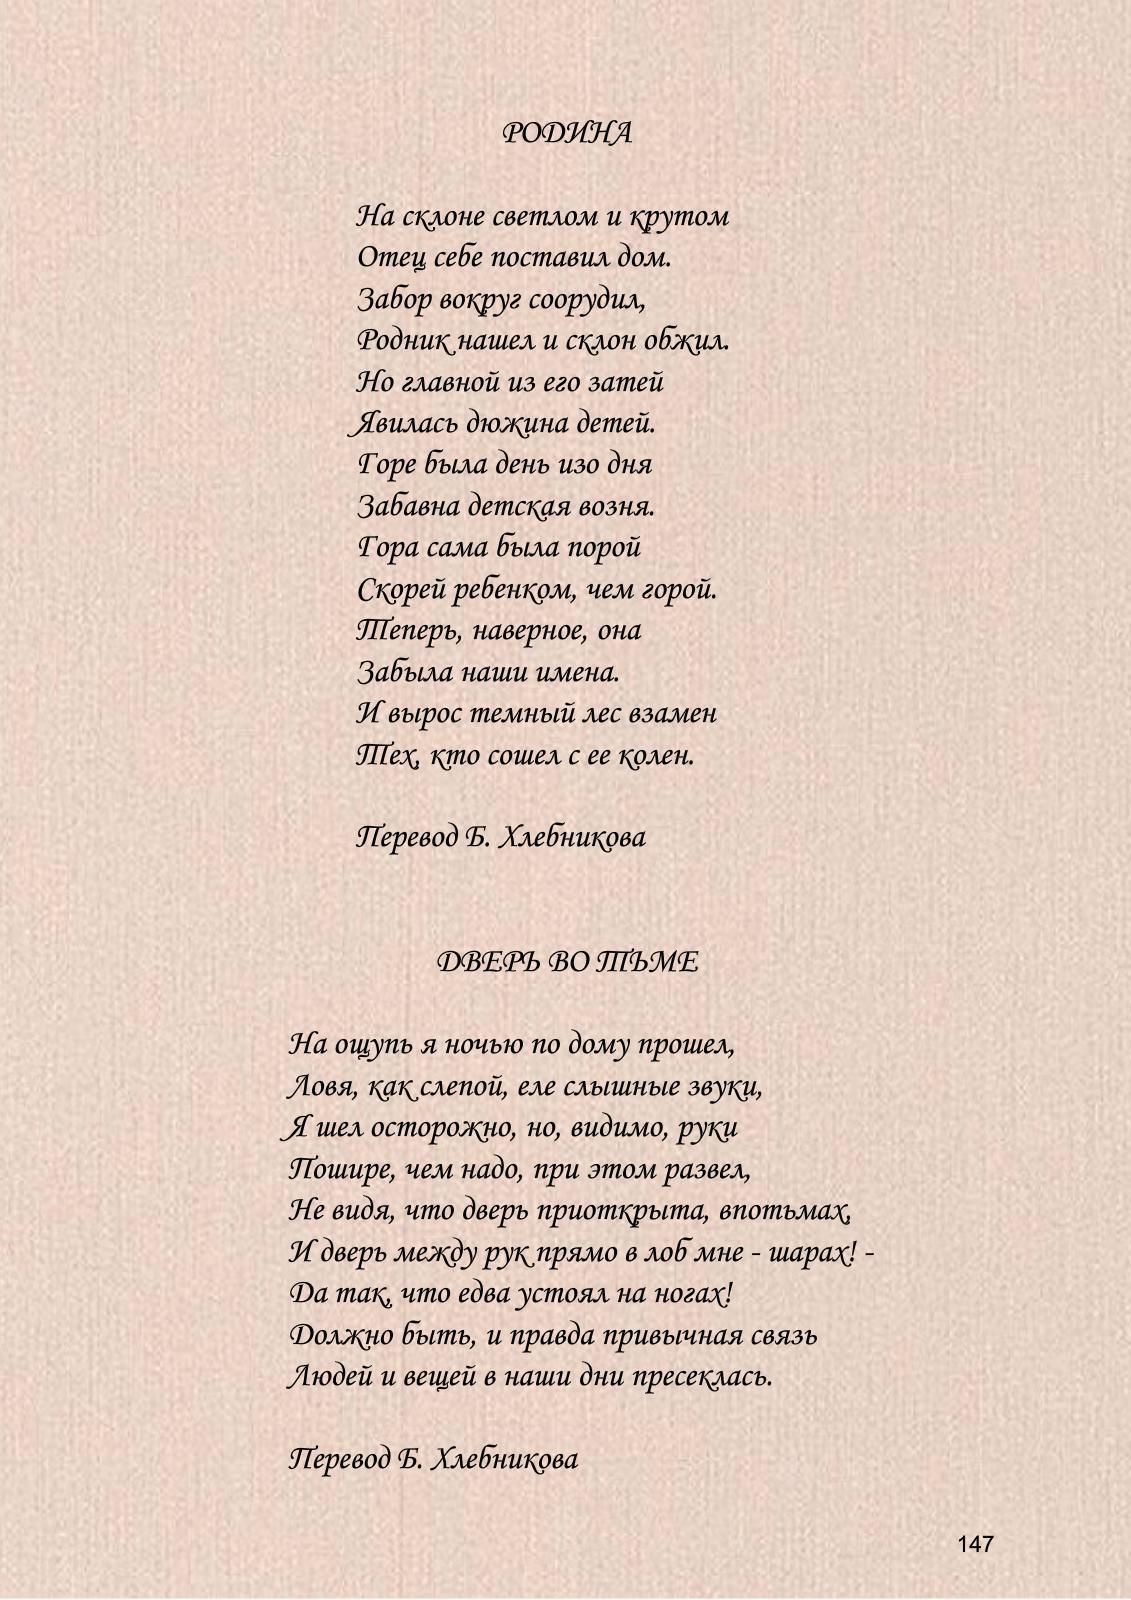 РОДИНА
На склоне светлом и крутом
Отец себе поставил дом.
Забор вокруг соорудил,
Родник нашел и склон обжил.
Но главной из его затей
Явилась дюжина детей.
Горе была день изо дня
Забавна детская возня.
Гора сама была порой
Скорей ребенком, чем горой.
Теперь, наверное, она
Забыла наши имена.
И вырос темный лес взамен
Тех, кто сошел с ее колен.
Перевод Б. Хлебникова
ДВЕРЬ ВО ТЬМЕ
На ощупь я ночью по дому прошел,
Ловя, как слепой, еле слышные звуки,
Я шел осторожно, но, видимо, руки
Пошире, чем надо, при этом развел,
Не видя, что дверь приоткрыта, впотьмах,
И дверь между рук прямо в лоб мне - шарах! -
Да так, что едва устоял на ногах!
Должно быть, и правда привычная связь
Людей и вещей в наши дни пресеклась.
Перевод Б. Хлебникова
147